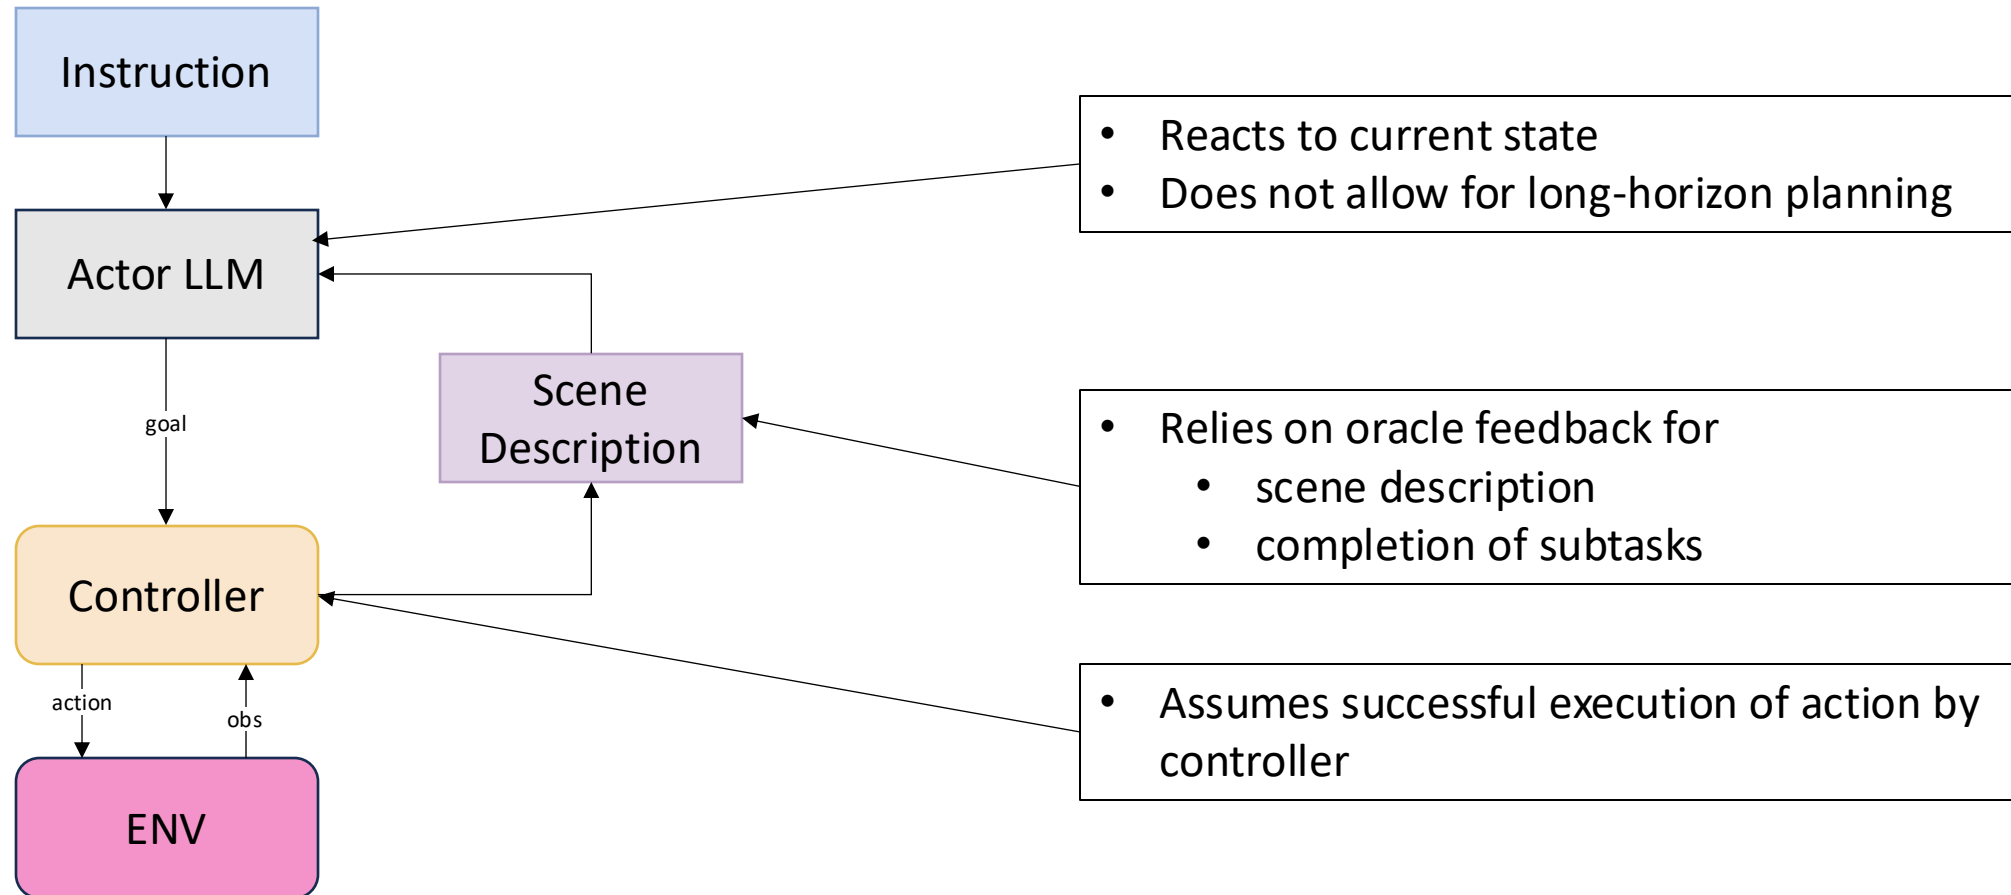 Instruction
Actor LLM
goal
Scene
Description
Controller
action
obs
ENV
• Reacts to current state
• Does not allow for long-horizon planning
• Relies on oracle feedback for
• scene description
• completion of subtasks
• Assumes successful execution of action by
controller